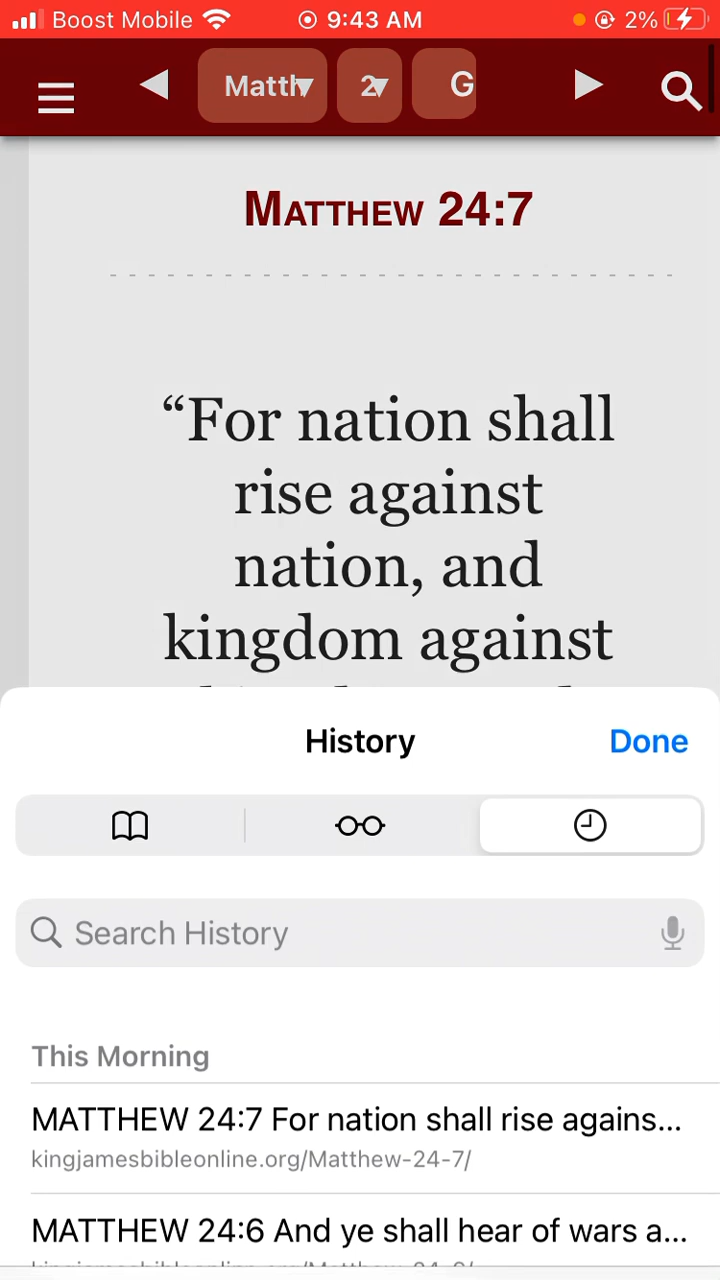 Boost Mobile 9:43 AM 2%
Matth 2 G
MATTHEW 24:7
“For nation shall
rise against
nation, and
kingdom against
History Done
Search History
This Morning
MATTHEW 24:7 For nation shall rise agains...
kingjamesbibleonline.org/Matthew-24-7/
MATTHEW 24:6 And ye shall hear of wars a...